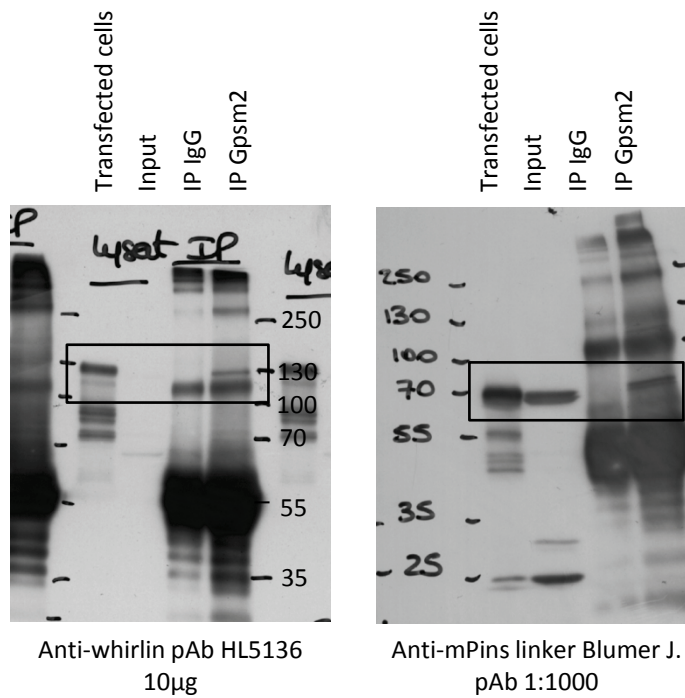 Transfected cells
Input
IP IgG
IP Gpsm2
Transfected cells
Input
IP IgG
IP Gpsm2
IP
Lysat
IP
Lysa
250
130
100
70
55
35
250
130
100
70
55
35
25
Anti-whirlin pAb HL5136
10µg
Anti-mPins linker Blumer J.
pAb 1:1000